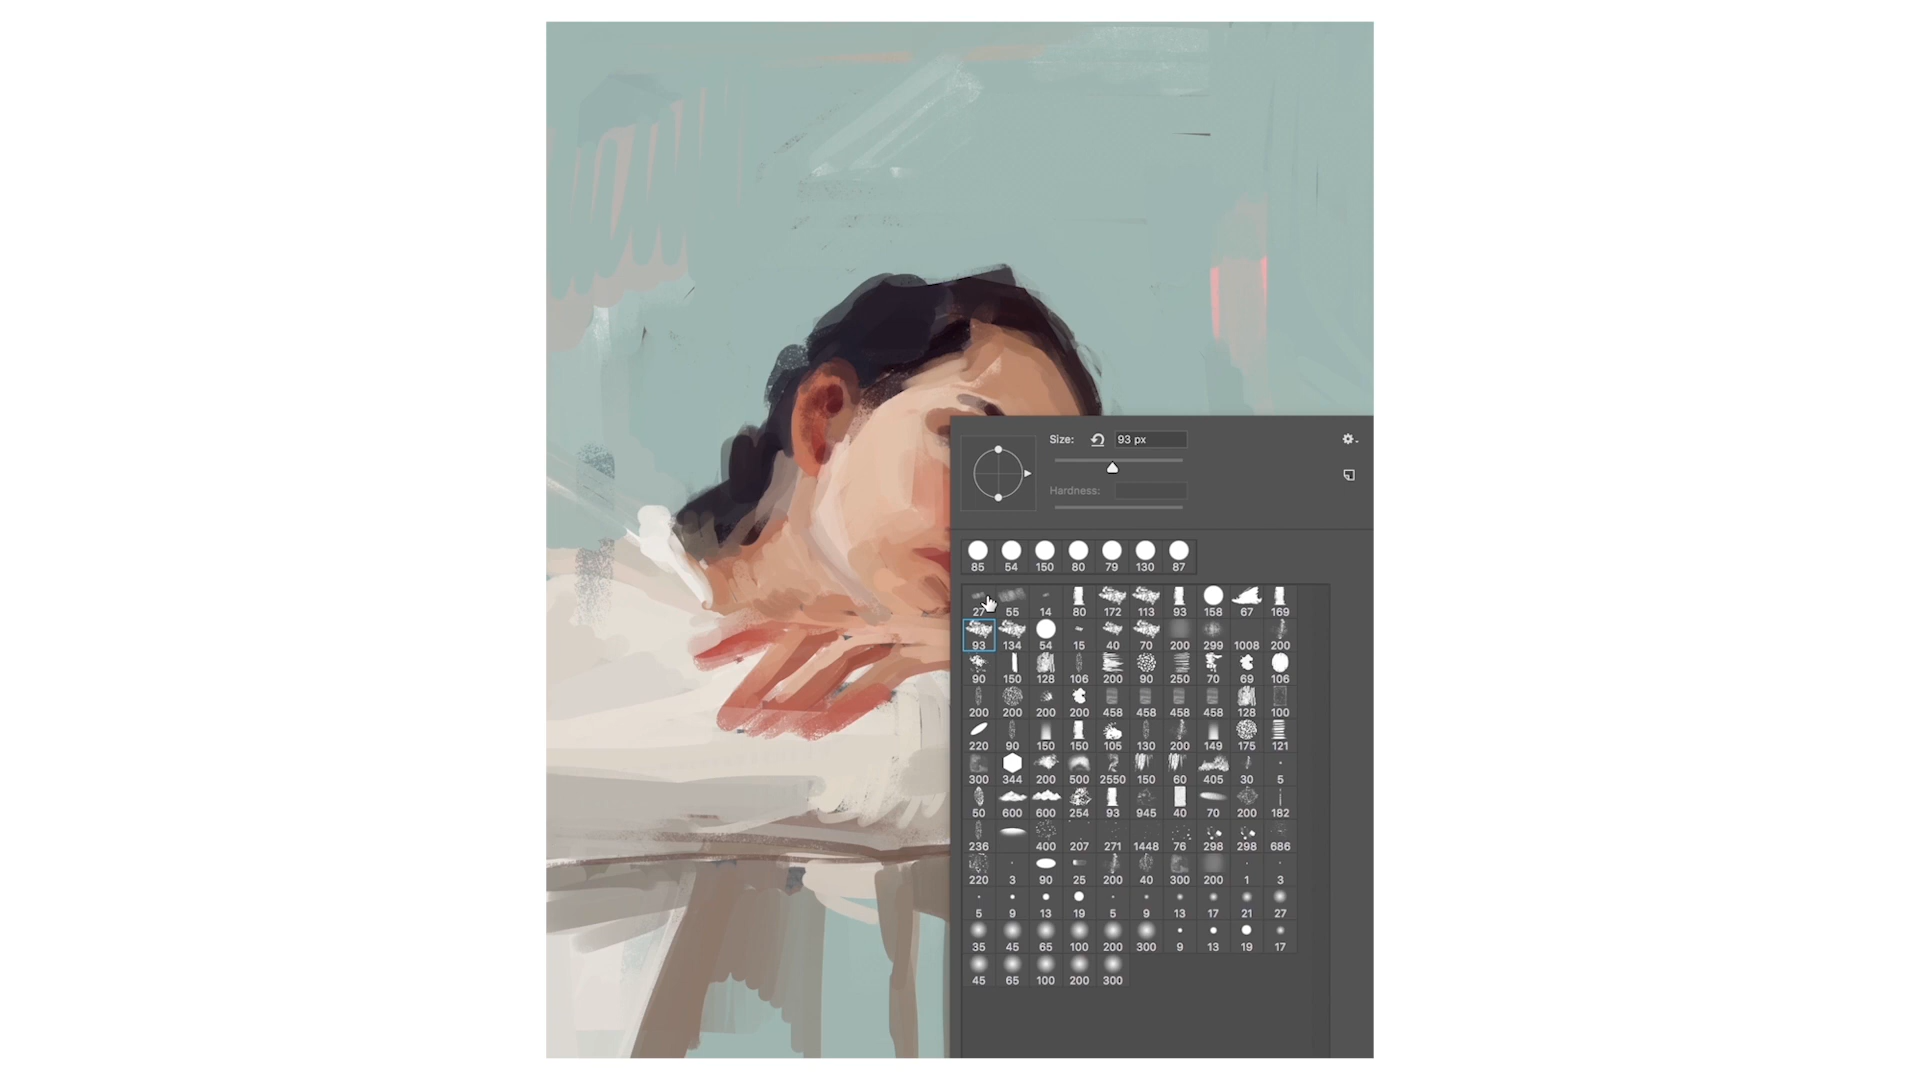 Size: 93 px
Hardness:
85 54 150 80 79 130 87
27 55 14 80 172 113 93 158 67 169
93 134 54 15 40 70 200 299 1008 200
90 150 128 106 200 90 250 70 69 106
200 200 200 200 458 458 458 458 128 100
220 90 150 150 105 130 200 149 175 121
300 344 200 500 2550 150 60 405 30 5
50 600 600 254 93 945 40 70 200 182
236 400 207 271 1448 76 298 298 686
220 3 90 25 200 40 300 200 1 3
5 9 13 19 5 9 13 17 21 27
35 45 65 100 200 300 9 13 19 17
45 65 100 200 300